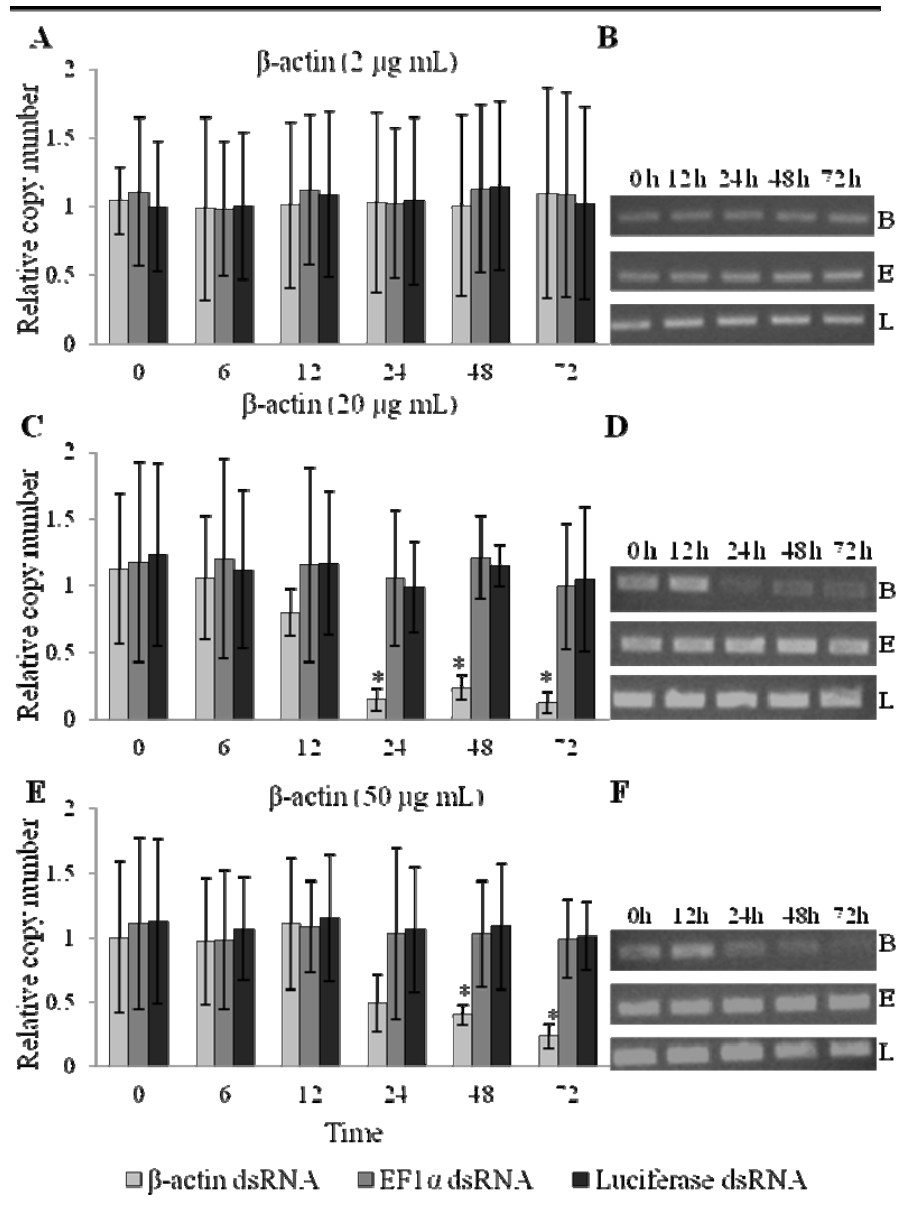 A B
β-actin (2 µg mL)
Relative copy number
2
1.5
1
0.5
0
0 6 12 24 48 72
0h 12h 24h 48h 72h
B
E
L
C D
β-actin (20 µg mL)
Relative copy number
2
1.5
1
0.5
0
* * *
0 6 12 24 48 72
0h 12h 24h 48h 72h
B
E
L
E F
β-actin (50 µg mL)
Relative copy number
2
1.5
1
0.5
0
* *
0 6 12 24 48 72
Time
0h 12h 24h 48h 72h
B
E
L
β-actin dsRNA EF1α dsRNA Luciferase dsRNA